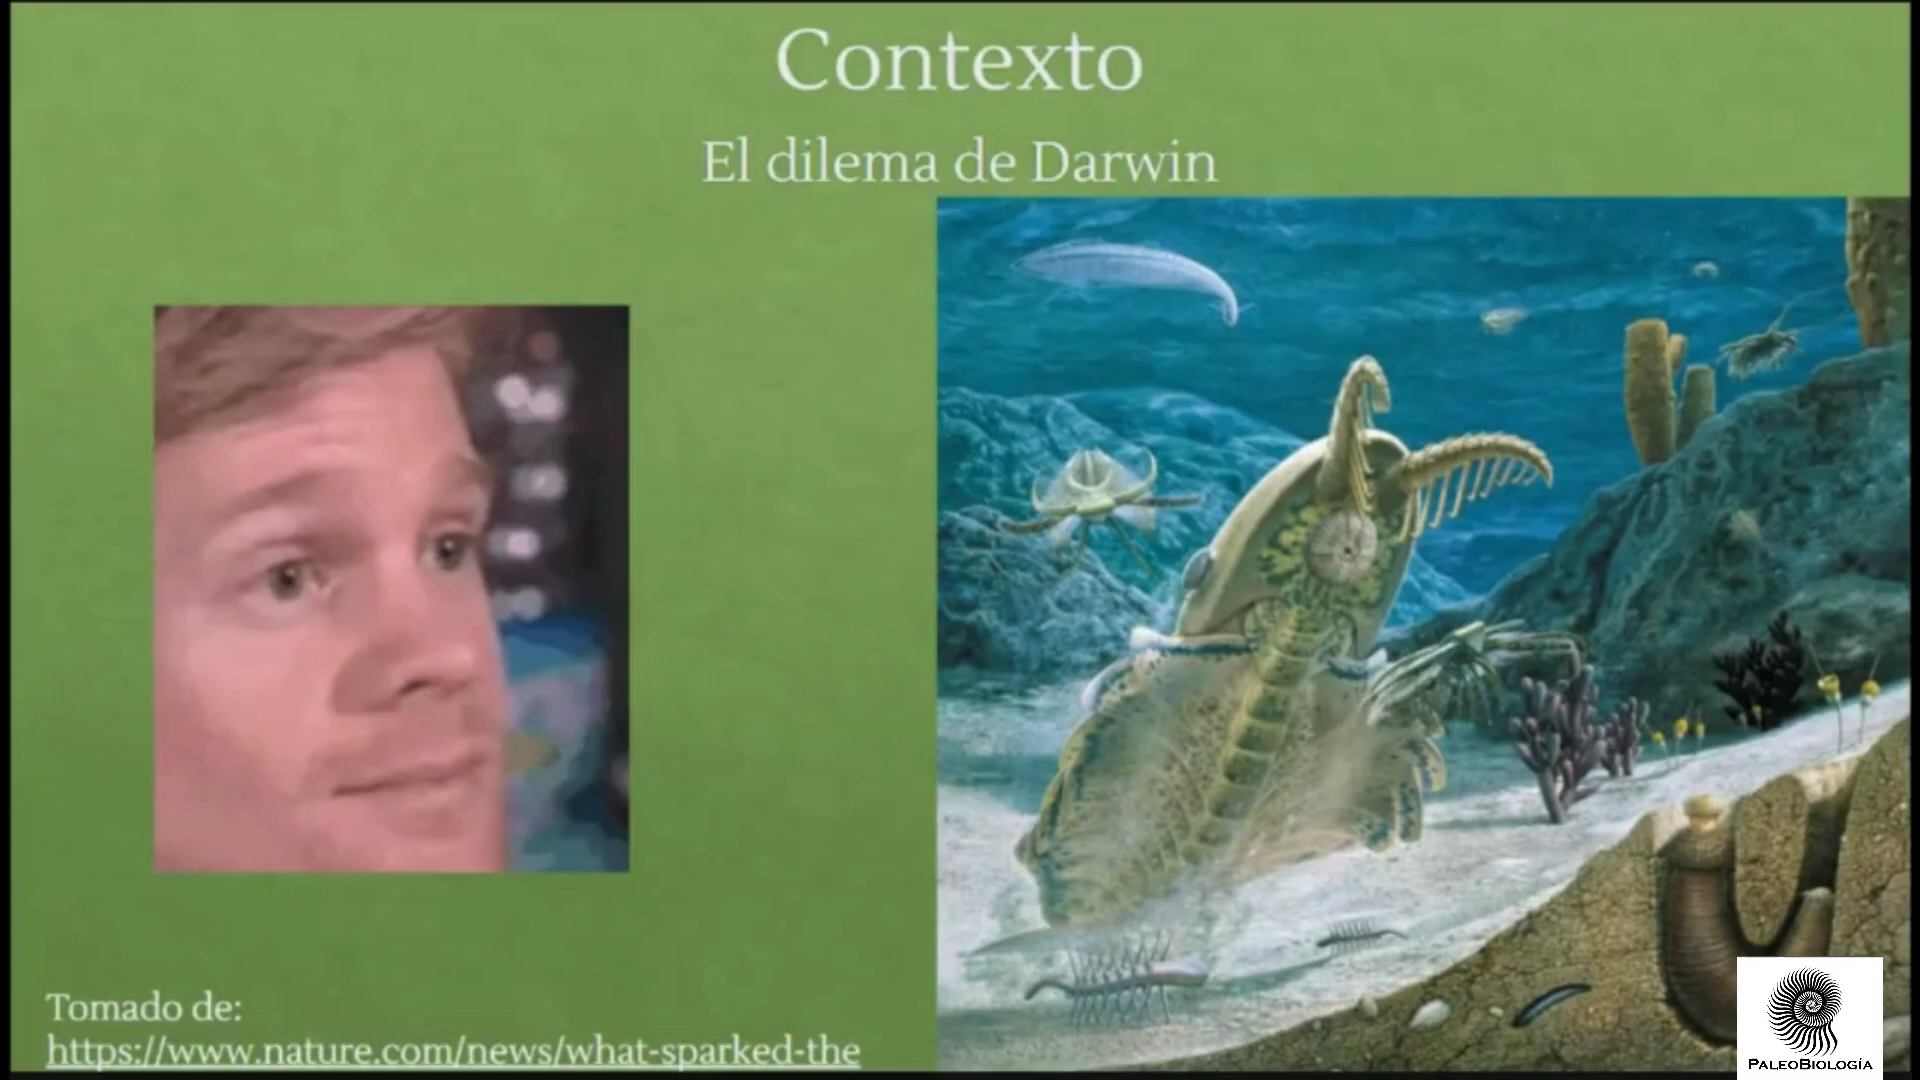 Contexto
El dilema de Darwin
Tomado de:
https://www.nature.com/news/what-sparked-the
PALEOBIOLOGÍA